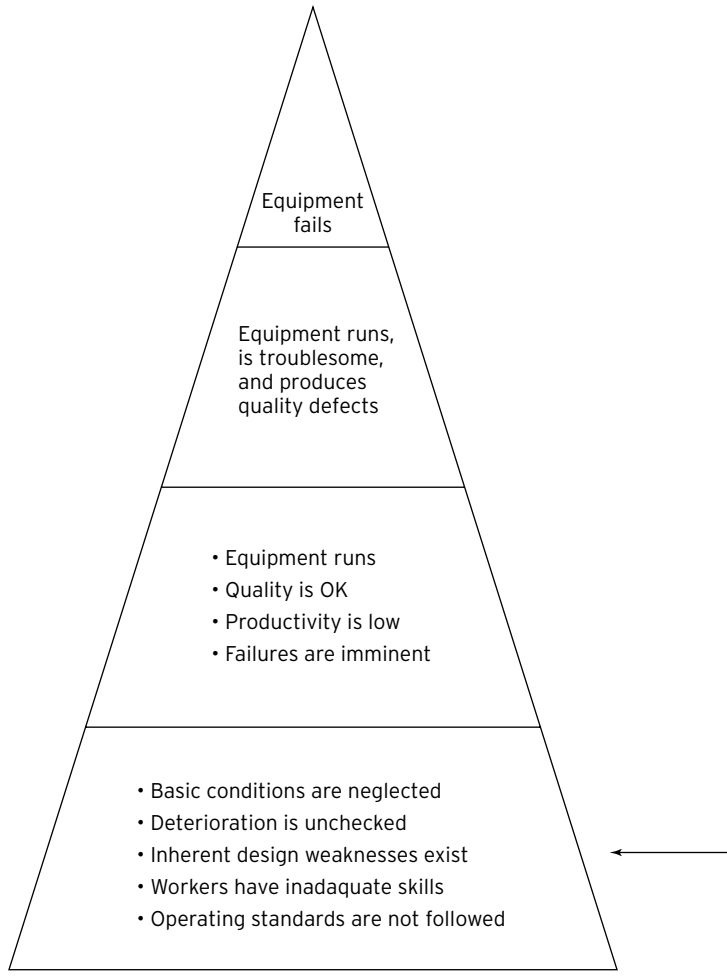 Equipment
fails
Equipment runs,
is troublesome,
and produces
quality defects
• Equipment runs
• Quality is OK
• Productivity is low
• Failures are imminent
• Basic conditions are neglected
• Deterioration is unchecked
• Inherent design weaknesses exist
• Workers have inadaquate skills
• Operating standards are not followed